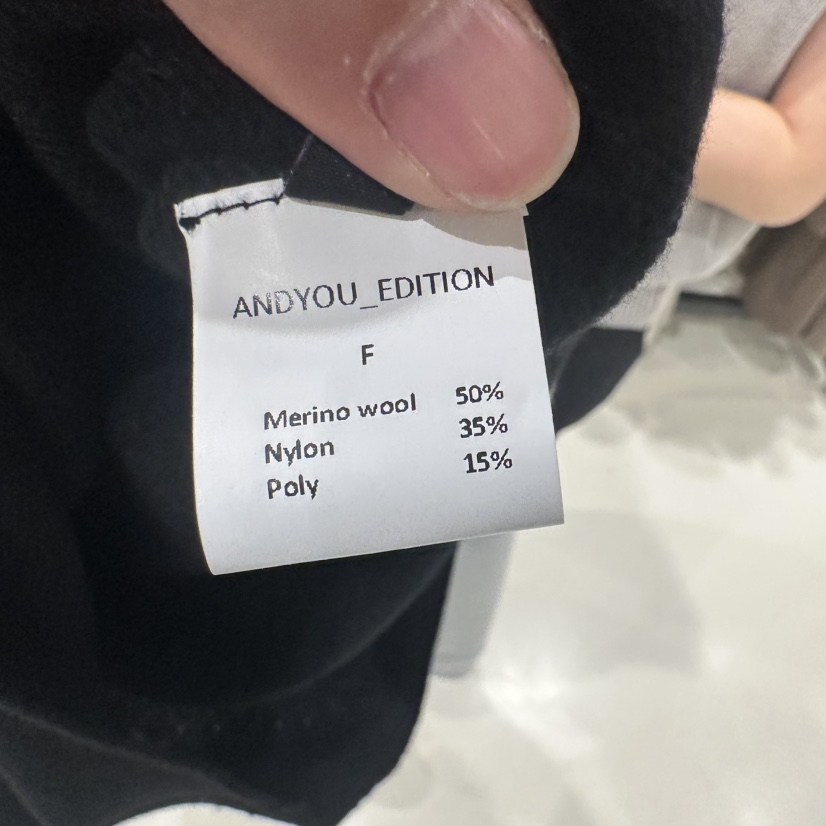 ANDYOU_EDITION
F
Merino wool 50%
Nylon 35%
Poly 15%